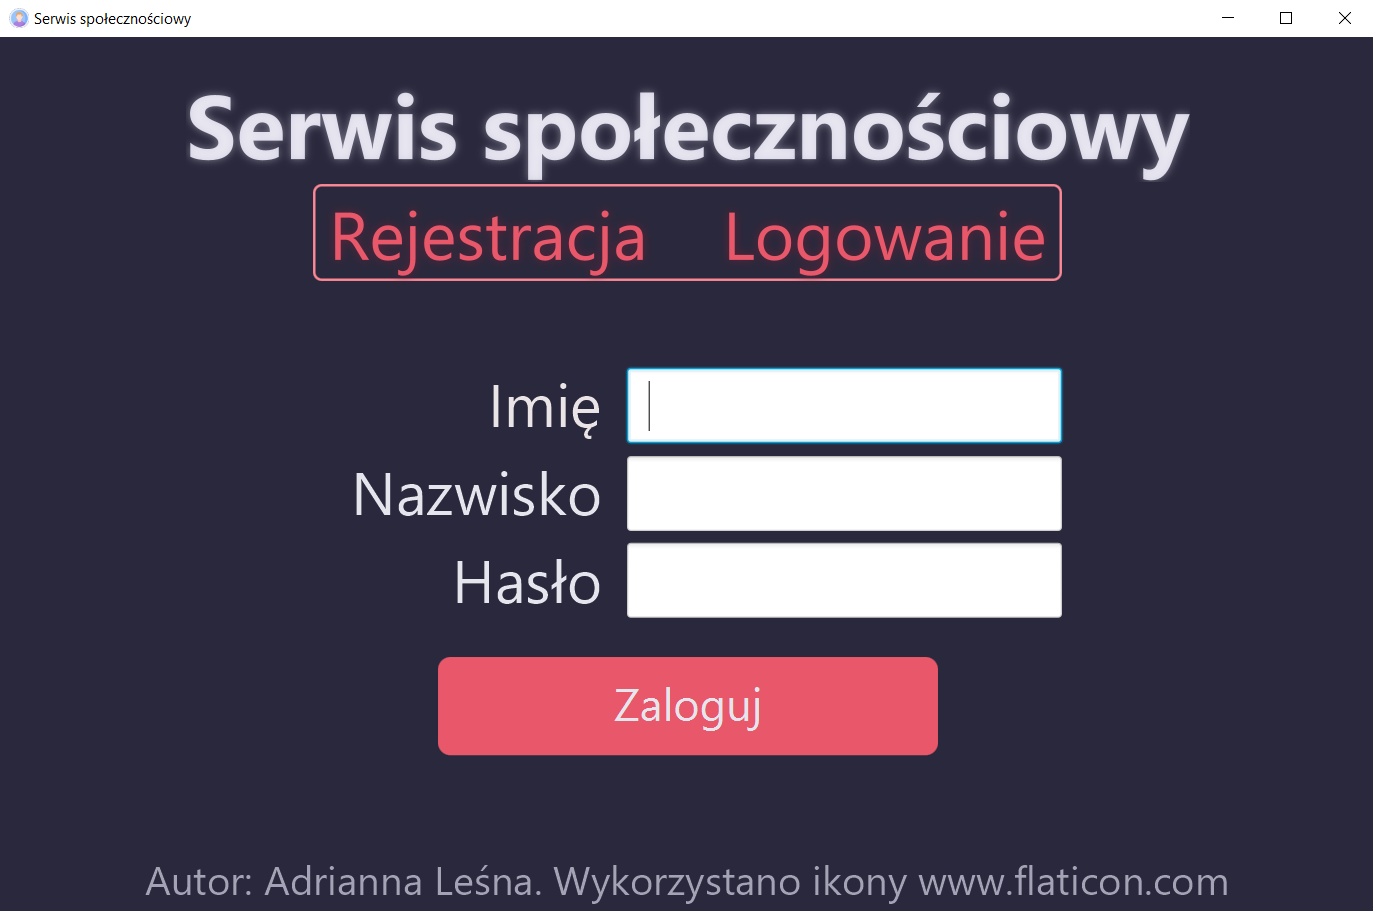 Serwis społecznościowy
Serwis społecznościowy
Rejestracja Logowanie
Imię
Nazwisko
Hasło
Zaloguj
Autor: Adrianna Leśna. Wykorzystano ikony www.flaticon.com